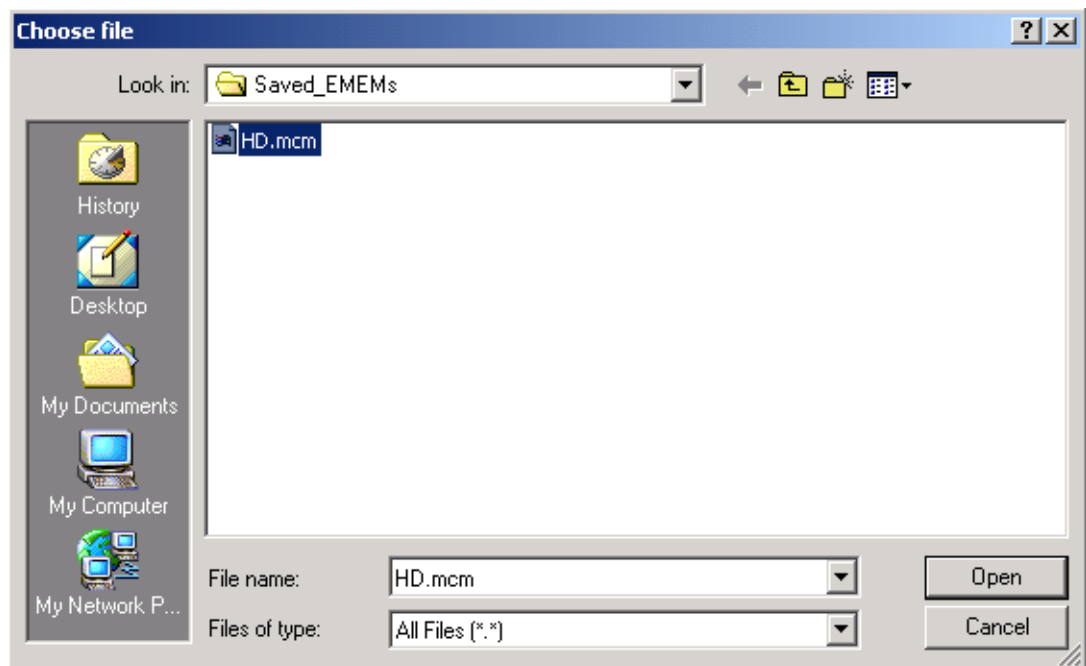 Choose file
Look in: Saved_EMEMs
HD.mcm
History
Desktop
My Documents
My Computer
My Network P...
File name: HD.mcm Open
Files of type: All Files (*.*) Cancel